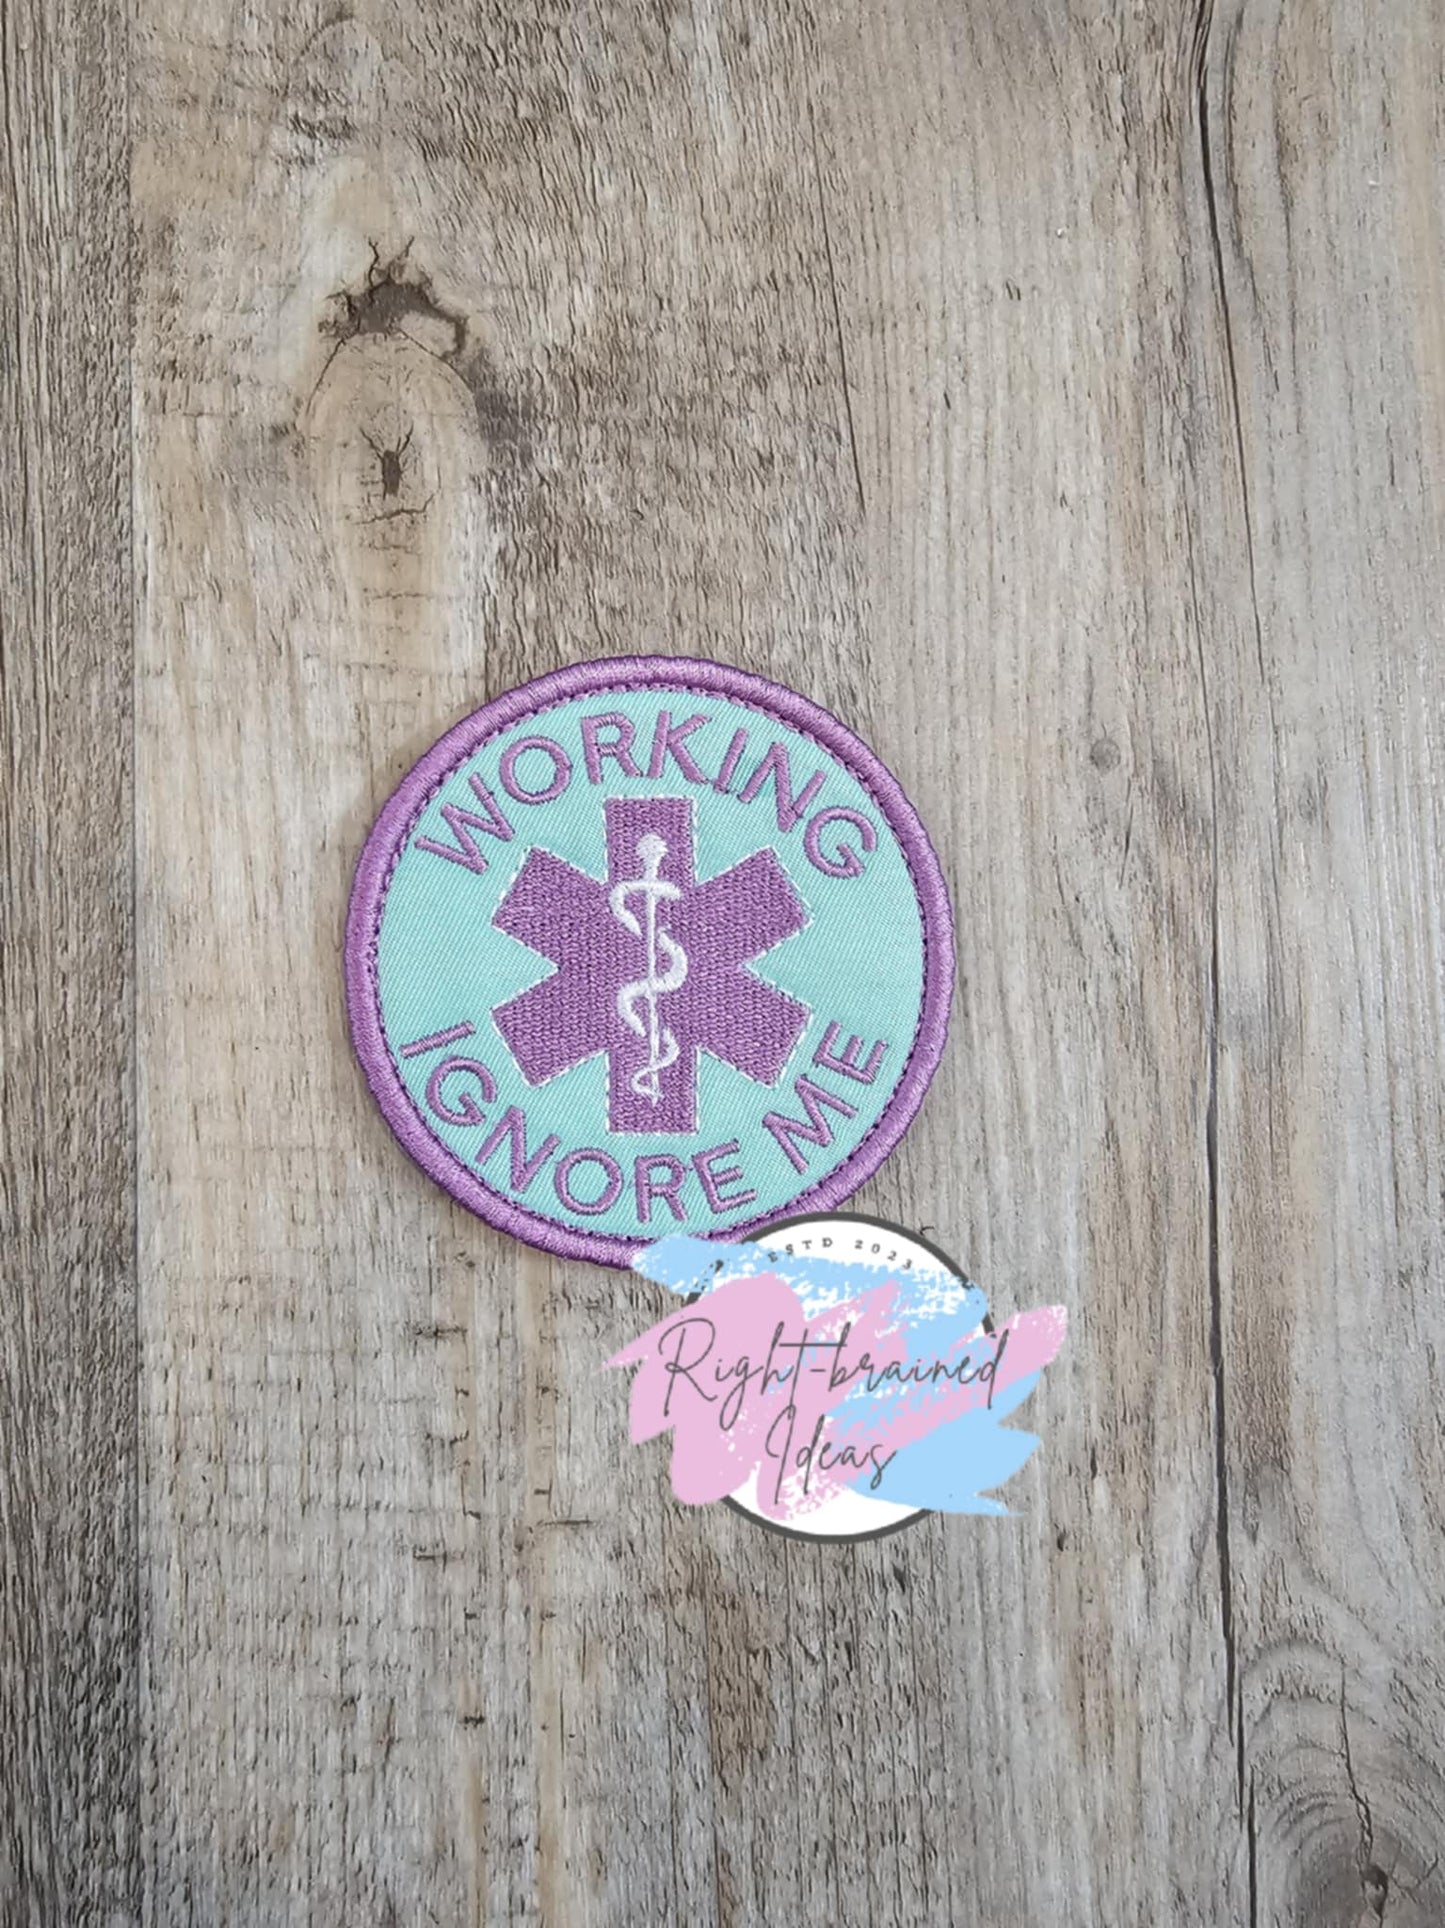 WORKING
IGNORE ME
ESTD 2023
Right-brained
Ideas